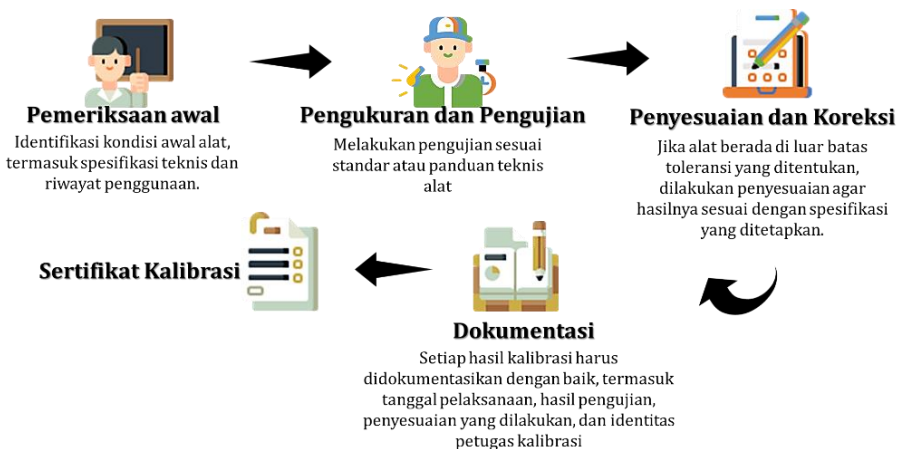 Pemeriksaan awal
Identifikasi kondisi awal alat,
termasuk spesifikasi teknis dan
riwayat penggunaan.
Pengukuran dan Pengujian
Melakukan pengujian sesuai
standar atau panduan teknis
alat
Penyesuaian dan Koreksi
Jika alat berada di luar batas
toleransi yang ditentukan,
dilakukan penyesuaian agar
hasilnya sesuai dengan spesifikasi
yang ditetapkan.
Dokumentasi
Setiap hasil kalibrasi harus
didokumentasikan dengan baik, termasuk
tanggal pelaksanaan, hasil pengujian,
penyesuaian yang dilakukan, dan identitas
petugas kalibrasi
Sertifikat Kalibrasi